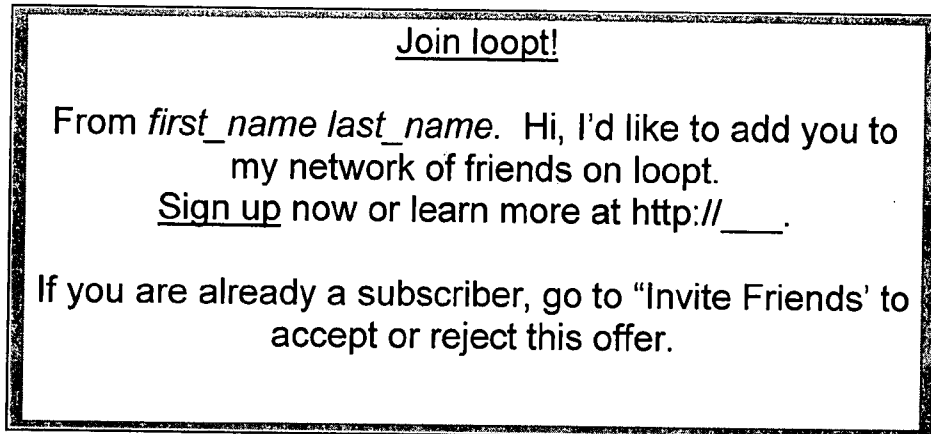 Join loopt!
From first_name last_name. Hi, I'd like to add you to
my network of friends on loopt.
Sign up now or learn more at http://___.
If you are already a subscriber, go to “Invite Friends’ to
accept or reject this offer.